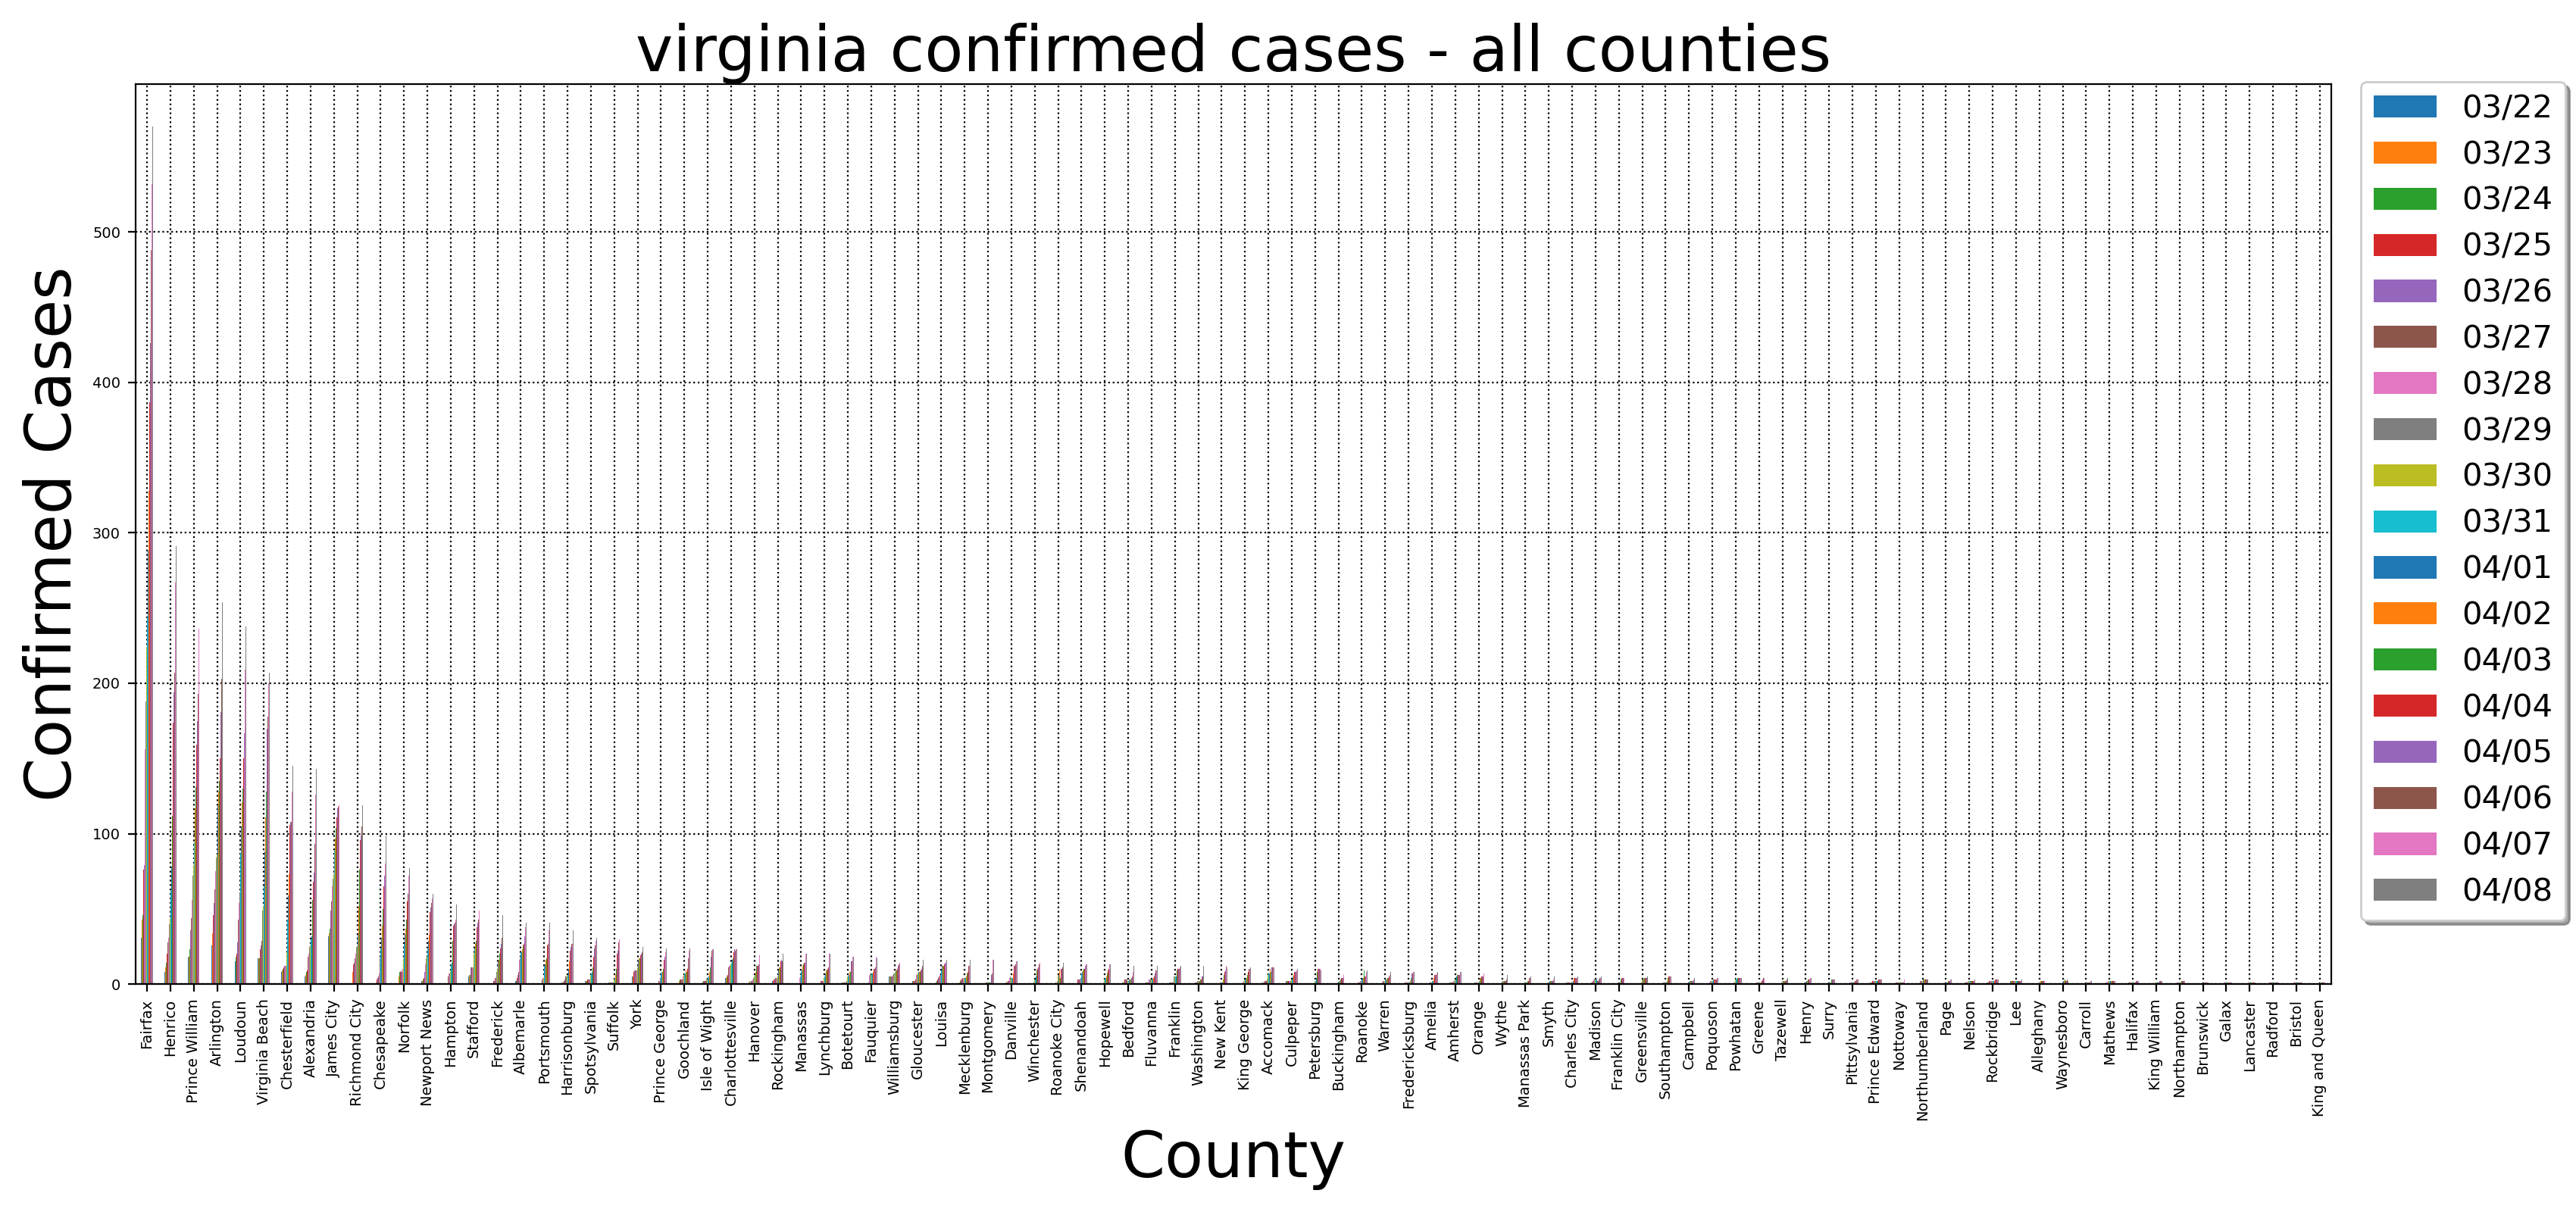 virginia confirmed cases - all counties
Confirmed Cases
500
400
300
200
100
0
Fairfax
Henrico
Prince William
Arlington
Loudoun
Virginia Beach
Chesterfield
Alexandria
James City
Richmond City
Chesapeake
Norfolk
Newport News
Hampton
Stafford
Frederick
Albemarle
Portsmouth
Harrisonburg
Spotsylvania
Suffolk
York
Prince George
Goochland
Isle of Wight
Charlottesville
Hanover
Rockingham
Manassas
Lynchburg
Botetourt
Fauquier
Williamsburg
Gloucester
Louisa
Mecklenburg
Montgomery
Danville
Winchester
Roanoke City
Shenandoah
Hopewell
Bedford
Fluvanna
Franklin
Washington
New Kent
King George
Accomack
Culpeper
Petersburg
Buckingham
Roanoke
Warren
Fredericksburg
Amelia
Amherst
Orange
Wythe
Manassas Park
Smyth
Charles City
Madison
Franklin City
Greensville
Southampton
Campbell
Poquoson
Powhatan
Greene
Tazewell
Henry
Surry
Pittsylvania
Prince Edward
Nottoway
Northumberland
Page
Nelson
Rockbridge
Lee
Alleghany
Waynesboro
Carroll
Mathews
Halifax
King William
Northampton
Brunswick
Galax
Lancaster
Radford
Bristol
King and Queen
County
03/22
03/23
03/24
03/25
03/26
03/27
03/28
03/29
03/30
03/31
04/01
04/02
04/03
04/04
04/05
04/06
04/07
04/08